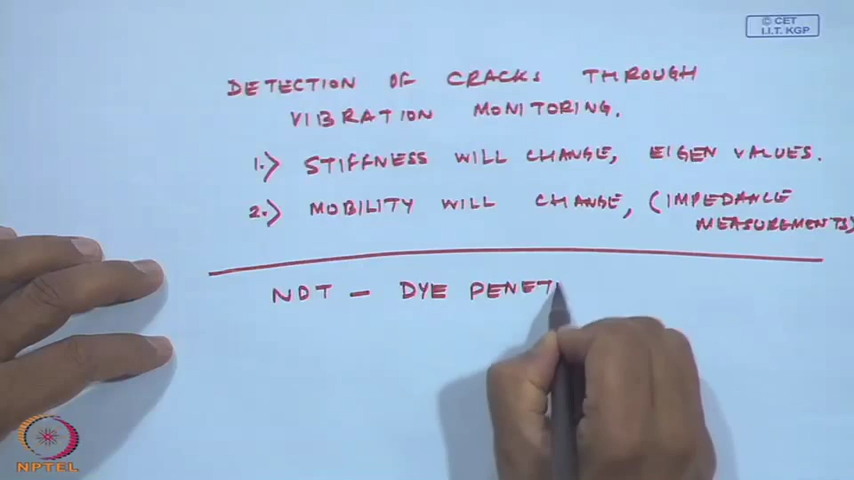 © CET
I.I.T. KGP
DETECTION OF CRACKS THROUGH
VIBRATION MONITORING.
1.> STIFFNESS WILL CHANGE, EIGEN VALUES.
2.> MOBILITY WILL CHANGE, (IMPEDANCE
MEASUREMENTS)
NDT - DYE PENET
NPTEL